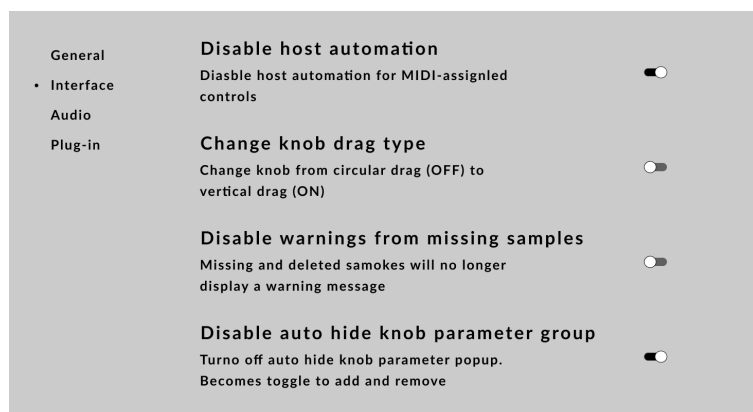 General
• Interface
Audio
Plug-in
Disable host automation
Diasble host automation for MIDI-assignled
controls
Change knob drag type
Change knob from circular drag (OFF) to
vertical drag (ON)
Disable warnings from missing samples
Missing and deleted samokes will no longer
display a warning message
Disable auto hide knob parameter group
Turno off auto hide knob parameter popup.
Becomes toggle to add and remove